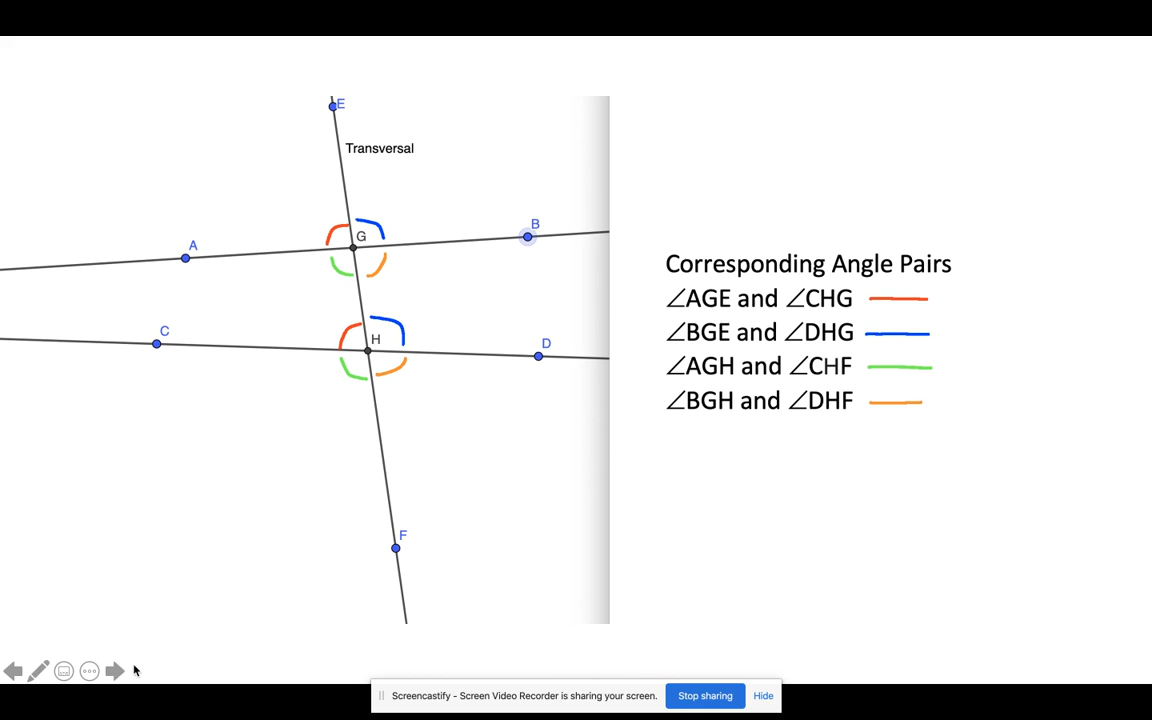 E
Transversal
G
B
A
H
C
D
F
Corresponding Angle Pairs
∠AGE and ∠CHG
∠BGE and ∠DHG
∠AGH and ∠CHF
∠BGH and ∠DHF
Screencastify - Screen Video Recorder is sharing your screen.
Stop sharing
Hide